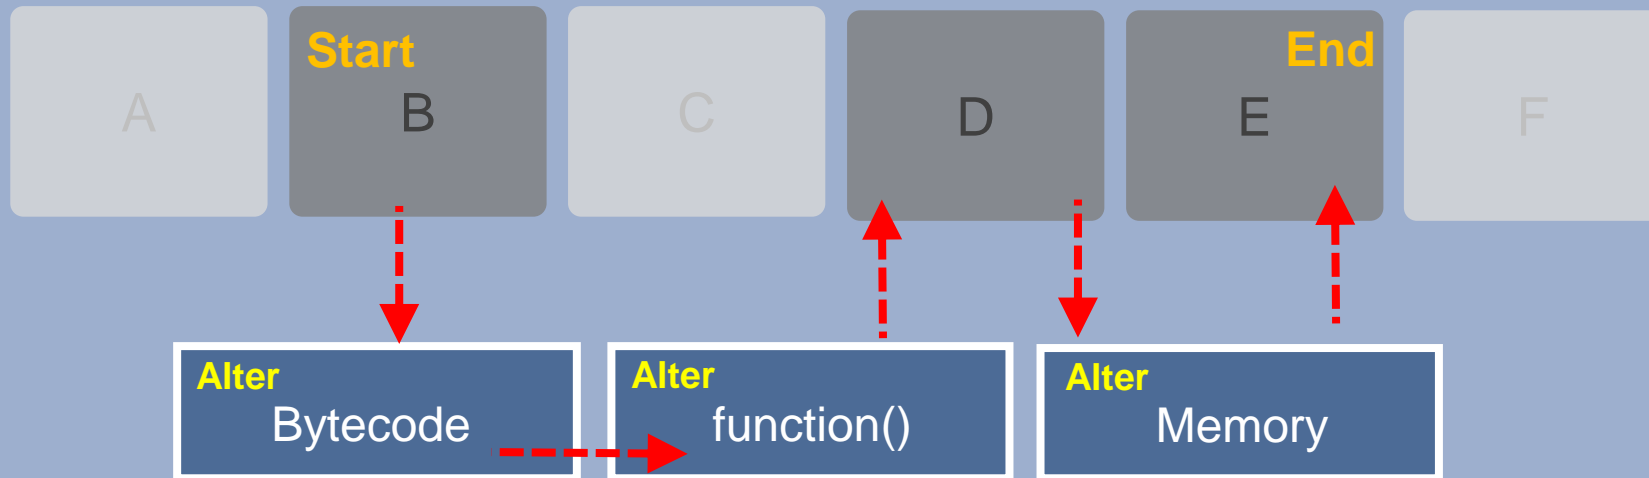 Start
End
A
B
C
D
E
F
Alter
Bytecode
Alter
function()
Alter
Memory